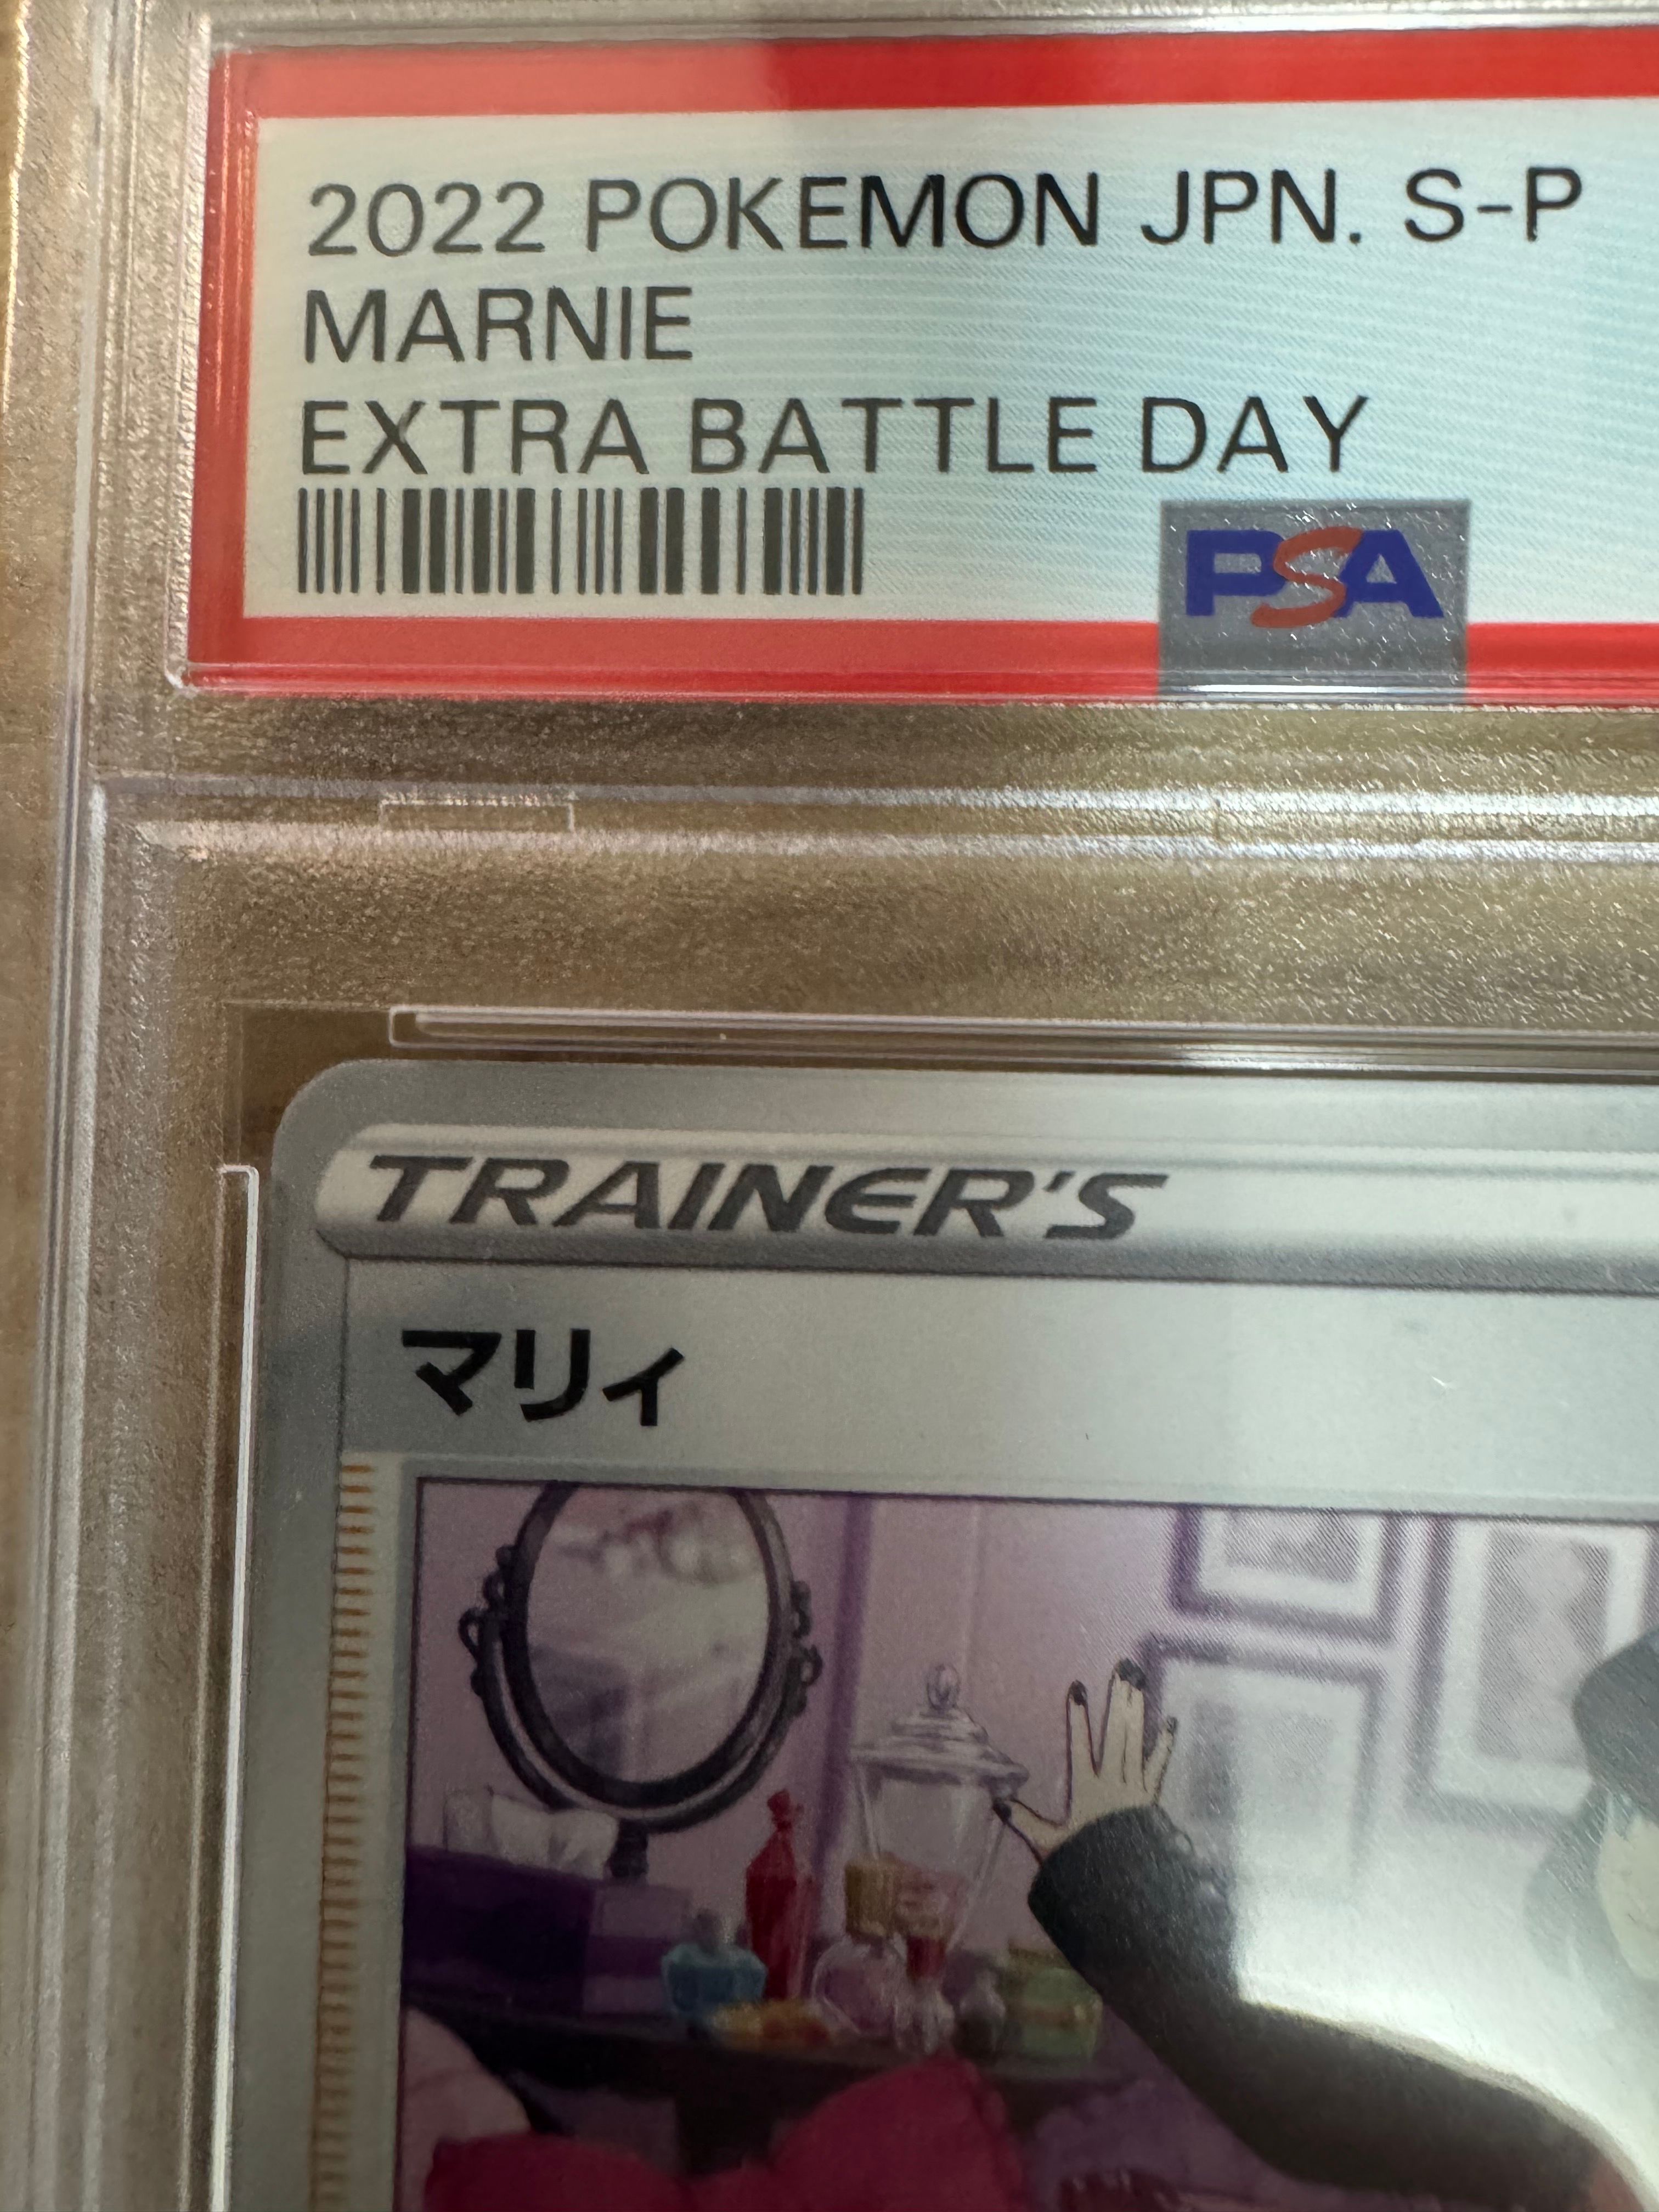 2022 POKEMON JPN. S-P
MARNIE
EXTRA BATTLE DAY
PSA
TRAINER'S
マリィ